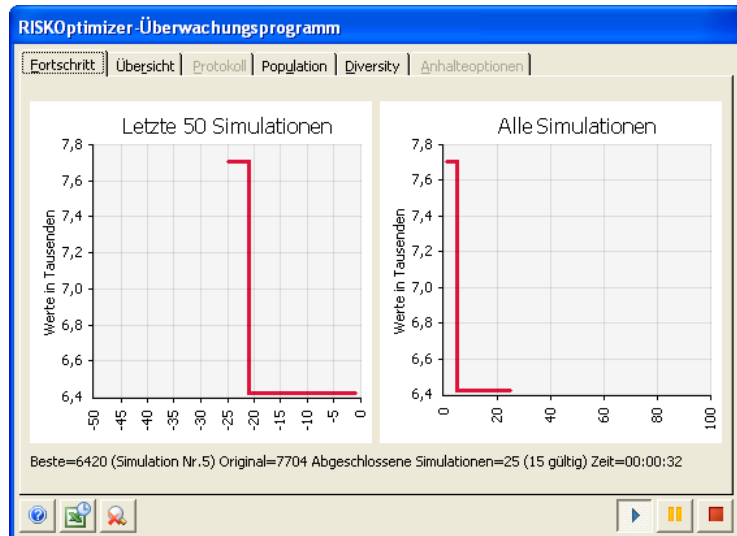 RISKOptimizer-Überwachungsprogramm
Fortschritt Übersicht Protokoll Population Diversity Anhalteoptionen
Letzte 50 Simulationen
Werte in Tausenden
7,8
7,6
7,4
7,2
7,0
6,8
6,6
6,4
-50 -45 -40 -35 -30 -25 -20 -15 -10 -5 0
Alle Simulationen
Werte in Tausenden
7,8
7,6
7,4
7,2
7,0
6,8
6,6
6,4
0 20 40 60 80 100
Beste=6420 (Simulation Nr.5) Original=7704 Abgeschlossene Simulationen=25 (15 gültig) Zeit=00:00:32